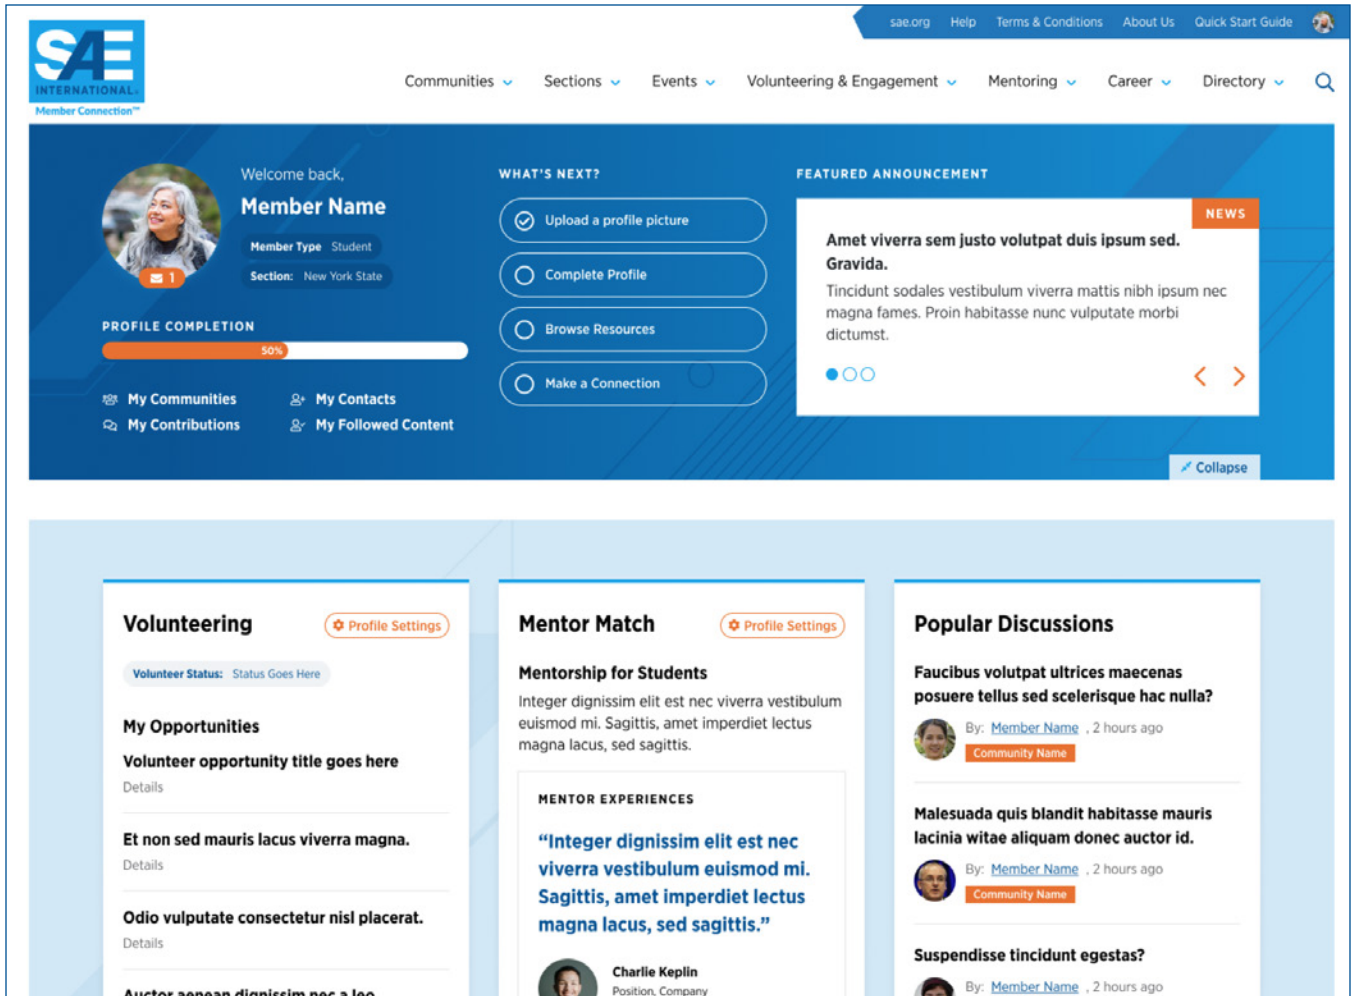 sae.org Help Terms & Conditions About Us Quick Start Guide
SAE
INTERNATIONAL®
Member Connection™
Communities Sections Events Volunteering & Engagement Mentoring Career Directory
Welcome back,
Member Name
Member Type Student
Section: New York State
1
PROFILE COMPLETION
50%
My Communities
My Contacts
My Contributions
My Followed Content
WHAT'S NEXT?
Upload a profile picture
Complete Profile
Browse Resources
Make a Connection
FEATURED ANNOUNCEMENT
NEWS
Amet viverra sem justo volutpat duis ipsum sed.
Gravida.
Tincidunt sodales vestibulum viverra mattis nibh ipsum nec
magna fames. Proin habitasse nunc vulputate morbi
dictumst.
Collapse
Volunteering
Profile Settings
Volunteer Status: Status Goes Here
My Opportunities
Volunteer opportunity title goes here
Details
Et non sed mauris lacus viverra magna.
Details
Odio vulputate consectetur nisl placerat.
Details
Auctor aenean dignissim nec a leo
Mentor Match
Profile Settings
Mentorship for Students
Integer dignissim elit est nec viverra vestibulum
euismod mi. Sagittis, amet imperdiet lectus
magna lacus, sed sagittis.
MENTOR EXPERIENCES
“Integer dignissim elit est nec
viverra vestibulum euismod mi.
Sagittis, amet imperdiet lectus
magna lacus, sed sagittis.”
Charlie Keplin
Position, Company
Popular Discussions
Faucibus volutpat ultrices maecenas
posuere tellus sed scelerisque hac nulla?
By: Member Name , 2 hours ago
Community Name
Malesuada quis blandit habitasse mauris
lacinia witae aliquam donec auctor id.
By: Member Name , 2 hours ago
Community Name
Suspendisse tincidunt egestas?
By: Member Name , 2 hours ago